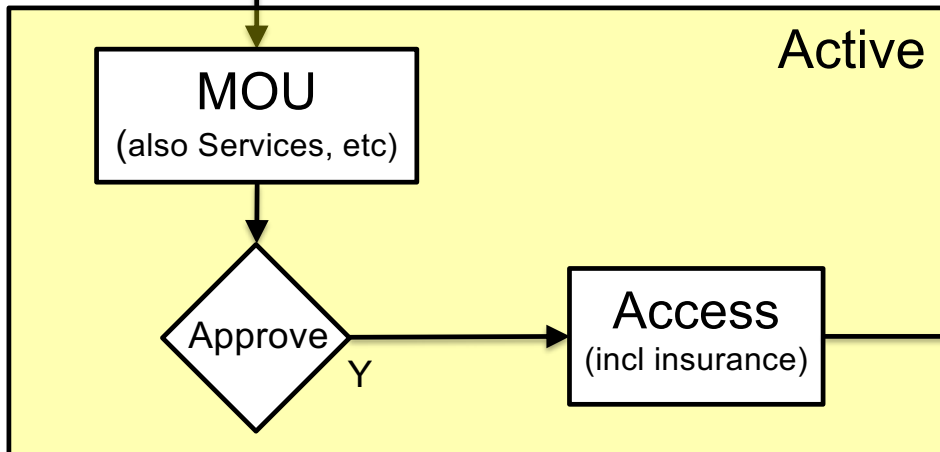 Active
MOU
(also Services, etc)
Approve
Y
Access
(incl insurance)